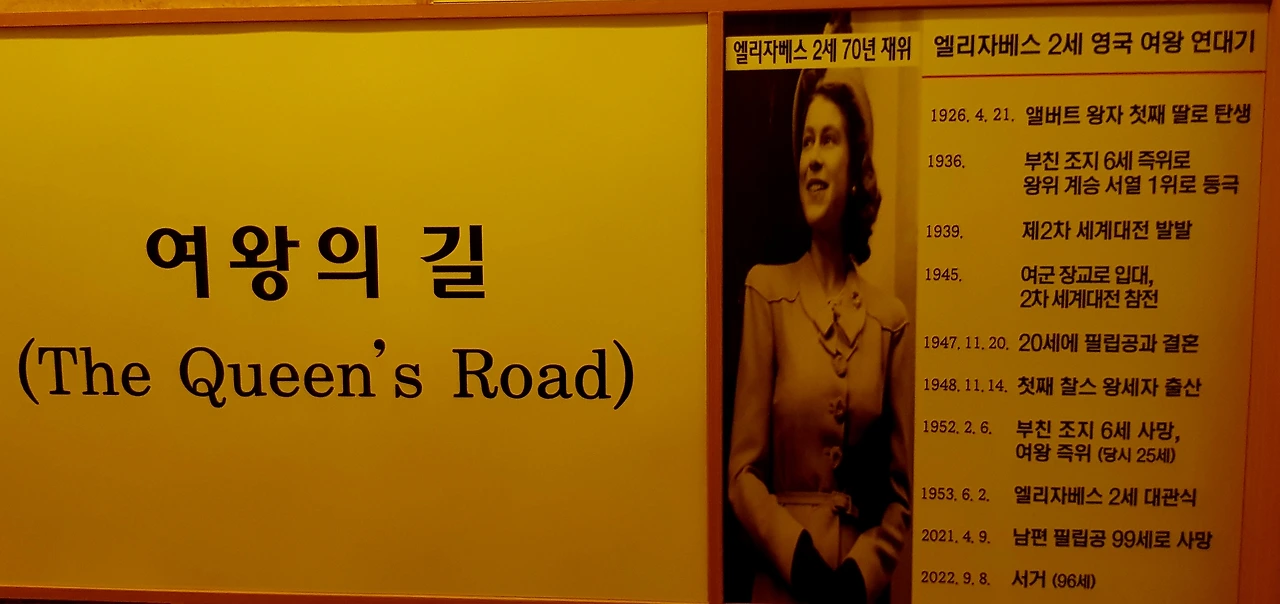 여왕의 길
(The Queen's Road)
엘리자베스 2세 70년 재위
엘리자베스 2세 영국 여왕 연대기
1926. 4. 21. 앨버트 왕자 첫째 딸로 탄생
1936. 부친 조지 6세 즉위로
왕위 계승 서열 1위로 등극
1939. 제2차 세계대전 발발
1945. 여군 장교로 입대,
2차 세계대전 참전
1947. 11. 20. 20세에 필립공과 결혼
1948. 11. 14. 첫째 찰스 왕세자 출산
1952. 2. 6. 부친 조지 6세 사망,
여왕 즉위 (당시 25세)
1953. 6. 2. 엘리자베스 2세 대관식
2021. 4. 9. 남편 필립공 99세로 사망
2022. 9. 8. 서거 (96세)